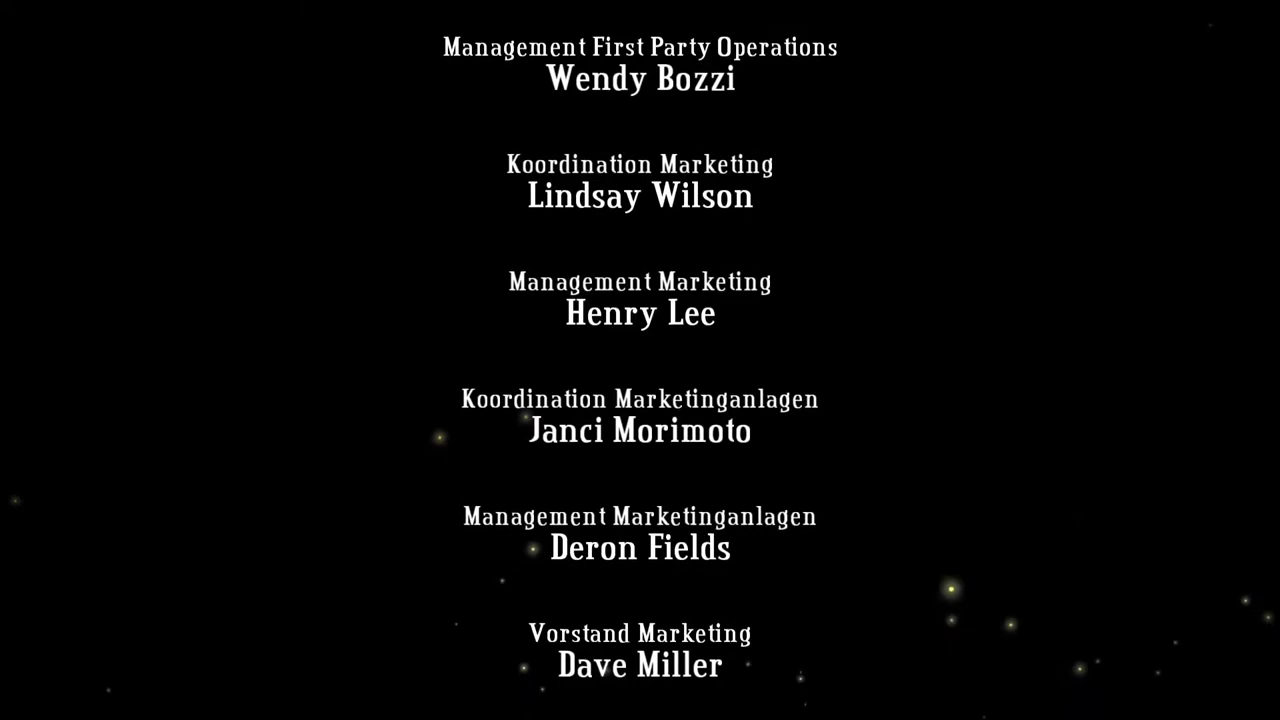 Management First Party Operations
Wendy Bozzi
Koordination Marketing
Lindsay Wilson
Management Marketing
Henry Lee
Koordination Marketinganlagen
Janci Morimoto
Management Marketinganlagen
Deron Fields
Vorstand Marketing
Dave Miller